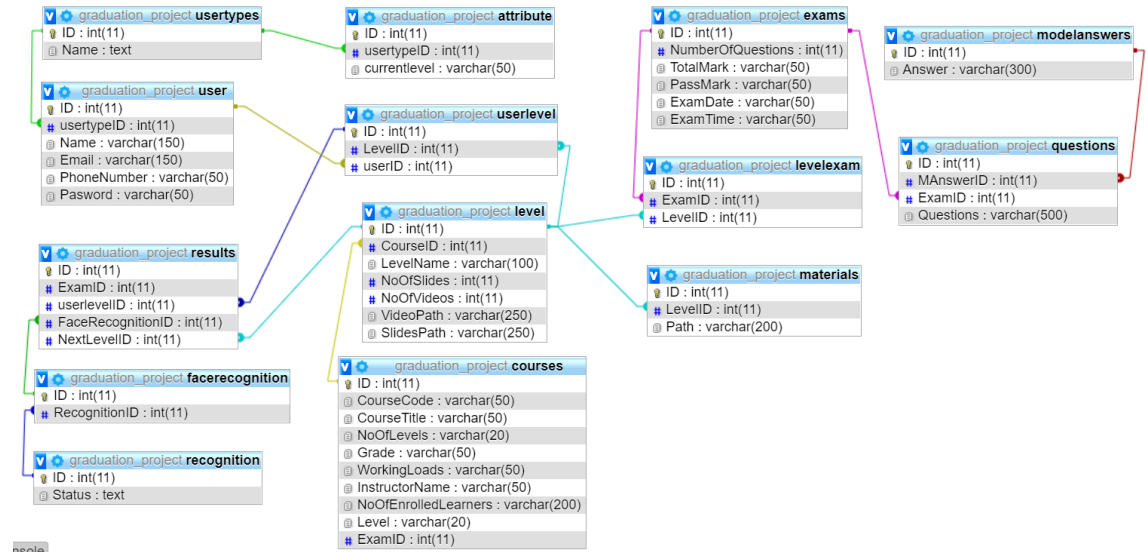 graduation_project usertypes
ID : int(11)
Name : text
graduation_project attribute
ID : int(11)
usertypeID : int(11)
currentlevel : varchar(50)
graduation_project exams
ID : int(11)
NumberOfQuestions : int(11)
TotalMark : varchar(50)
PassMark : varchar(50)
ExamDate : varchar(50)
ExamTime : varchar(50)
graduation_project modelanswers
ID : int(11)
Answer : varchar(300)
graduation_project user
ID : int(11)
usertypeID : int(11)
Name : varchar(150)
Email : varchar(150)
PhoneNumber : varchar(50)
Pasword : varchar(50)
graduation_project userlevel
ID : int(11)
LevelID : int(11)
userID : int(11)
graduation_project levelexam
ID : int(11)
ExamID : int(11)
LevelID : int(11)
graduation_project questions
ID : int(11)
MAnswerID : int(11)
ExamID : int(11)
Questions : varchar(500)
graduation_project level
ID : int(11)
CourseID : int(11)
LevelName : varchar(100)
NoOfSlides : int(11)
NoOfVideos : int(11)
VideoPath : varchar(250)
SlidesPath : varchar(250)
graduation_project results
ID : int(11)
ExamID : int(11)
userlevelID : int(11)
FaceRecognitionID : int(11)
NextLevelID : int(11)
graduation_project materials
ID : int(11)
LevelID : int(11)
Path : varchar(200)
graduation_project facerecognition
ID : int(11)
RecognitionID : int(11)
graduation_project courses
ID : int(11)
CourseCode : varchar(50)
CourseTitle : varchar(50)
NoOfLevels : varchar(20)
Grade : varchar(50)
WorkingLoads : varchar(50)
InstructorName : varchar(50)
NoOfEnrolledLearners : varchar(200)
Level : varchar(20)
ExamID : int(11)
graduation_project recognition
ID : int(11)
Status : text